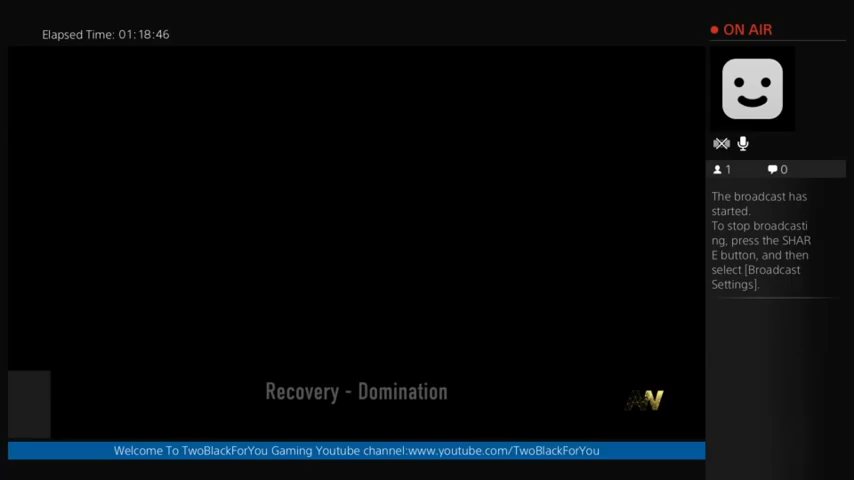 Elapsed Time: 01:18:46
ON AIR
1
0
The broadcast has
started.
To stop broadcasti
ng, press the SHAR
E button, and then
select [Broadcast
Settings].
Recovery - Domination
Welcome To TwoBlackForYou Gaming Youtube channel:www.youtube.com/TwoBlackForYou